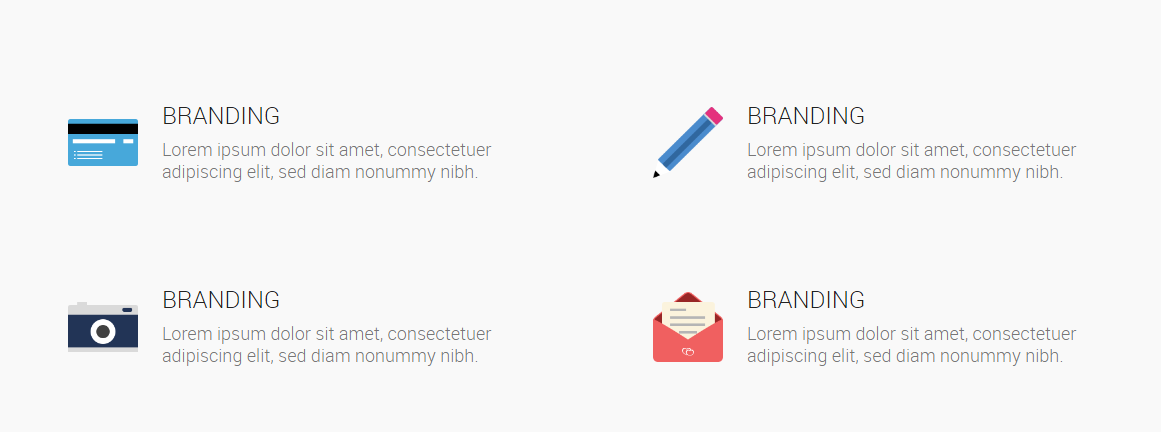 BRANDING
Lorem ipsum dolor sit amet, consectetuer
adipiscing elit, sed diam nonummy nibh.
BRANDING
Lorem ipsum dolor sit amet, consectetuer
adipiscing elit, sed diam nonummy nibh.
BRANDING
Lorem ipsum dolor sit amet, consectetuer
adipiscing elit, sed diam nonummy nibh.
BRANDING
Lorem ipsum dolor sit amet, consectetuer
adipiscing elit, sed diam nonummy nibh.